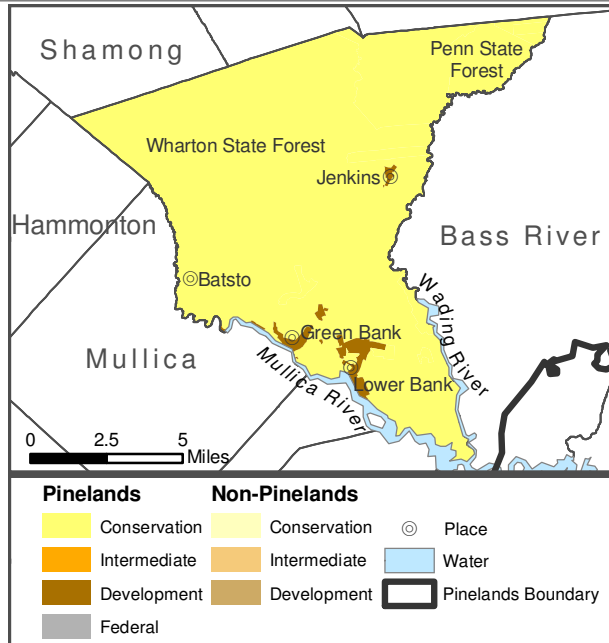 Shamong
Penn State
Forest
Wharton State Forest
Jenkins
Hammonton
Bass River
Batsto
Wading River
Green Bank
Mullica
Mullica River
Lower Bank
0 2.5 5
Miles
Pinelands Non-Pinelands
Conservation Conservation Place
Intermediate Intermediate Water
Development Development Pinelands Boundary
Federal